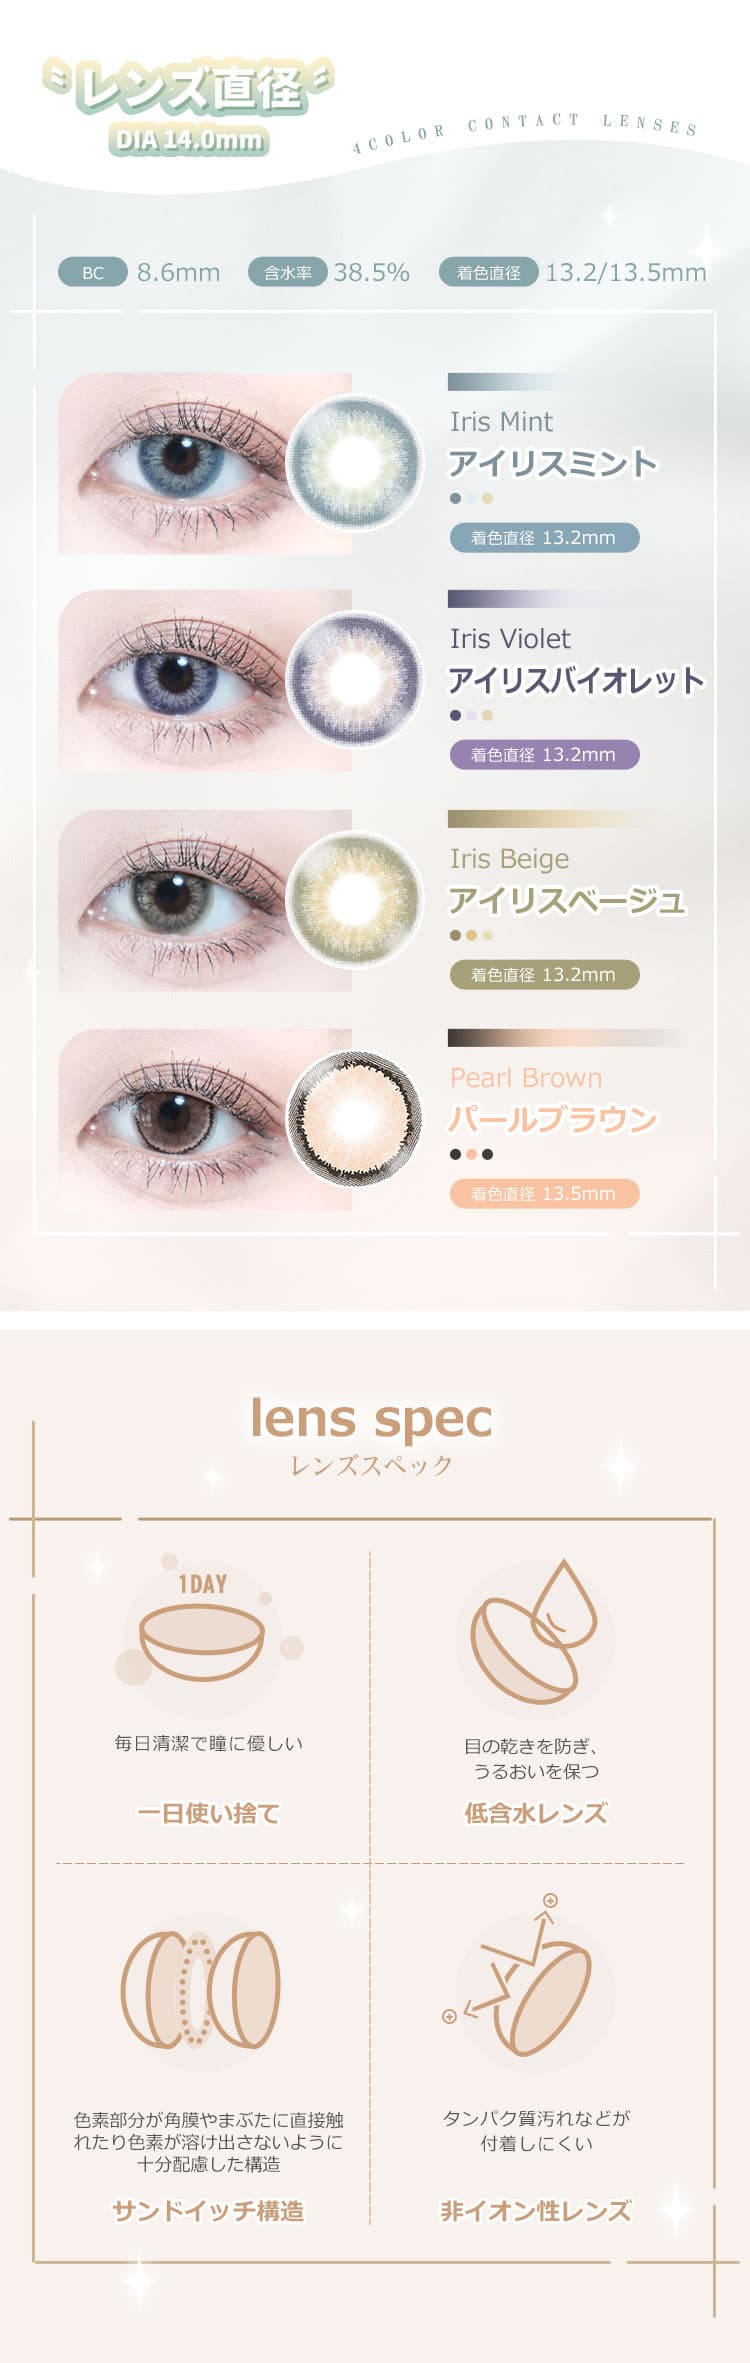 レンズ直径
DIA 14.0mm
4COLOR CONTACT LENSES
BC 8.6mm 含水率 38.5% 着色直径 13.2/13.5mm
Iris Mint
アイリスミント
着色直径 13.2mm
Iris Violet
アイリスバイオレット
着色直径 13.2mm
Iris Beige
アイリスベージュ
着色直径 13.2mm
Pearl Brown
パールブラウン
着色直径 13.5mm
lens spec
レンズスペック
1DAY
毎日清潔で瞳に優しい
一日使い捨て
目の乾きを防ぎ、
うるおいを保つ
低含水レンズ
色素部分が角膜やまぶたに直接触
れたり色素が溶け出さないように
十分配慮した構造
サンドイッチ構造
タンパク質汚れなどが
付着しにくい
非イオン性レンズ